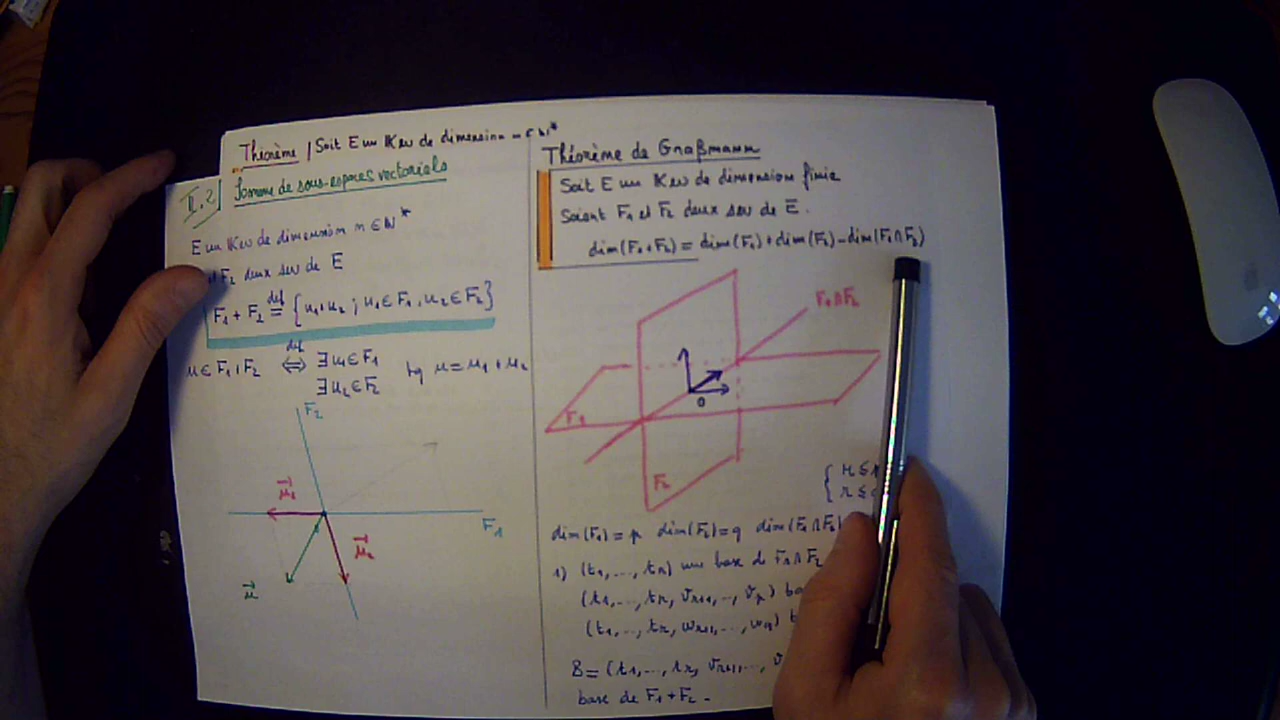 Théorème / Soit E un Kev de dimension n ∈ N*
II.2 Somme de sous-espaces vectoriels
E un Kev de dimension n ∈ N*
et F2 deux sev de E
F1 + F2 =def {u1+u2 ; u1 ∈ F1, u2 ∈ F2}
u ∈ F1+F2 ⇔def ∃ u1 ∈ F1
∃ u2 ∈ F2
tq u = u1 + u2
F2
u1
F1
u2
u
Théorème de Graßmann
Soit E un Kev de dimension finie
Soient F1 et F2 deux sev de E.
dim(F1+F2) = dim(F1)+dim(F2)-dim(F1∩F2)
F1∩F2
F1
0
F2
{ r ≤
r ≤
dim(F1)=p dim(F2)=q dim(F1∩F2)
1) (t1,...,tr) une base de F1∩F2
(t1,...,tr, vr+1,...,vp)
(t1,...,tr, wr+1,...,wq)
B = (t1,...,tr, vr+1,...,v
base de F1+F2 -